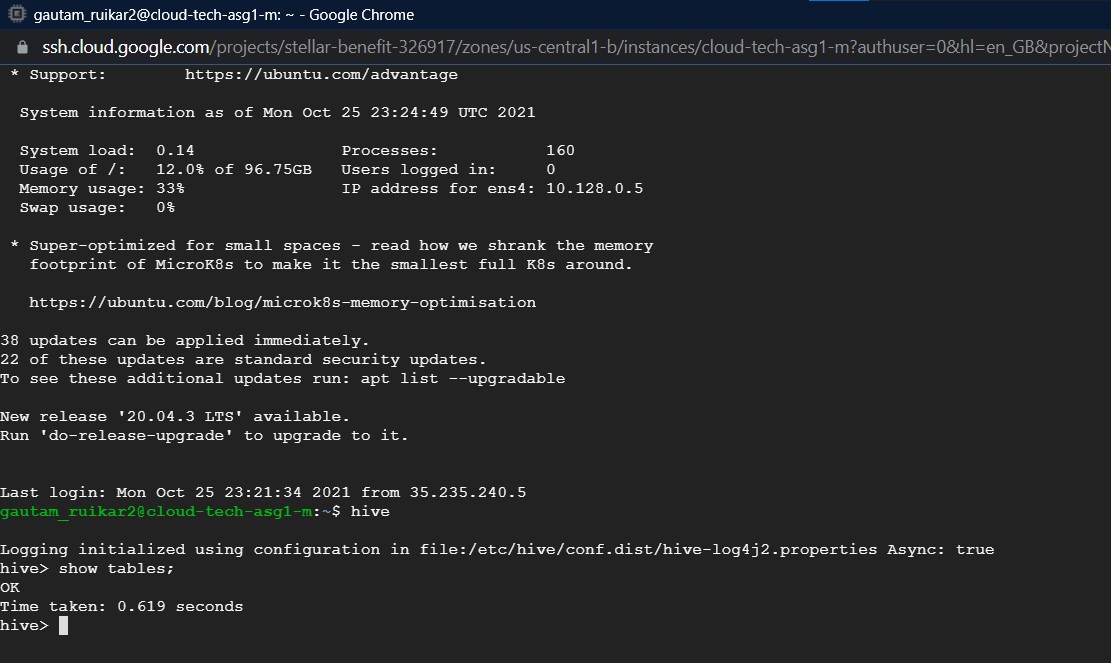 gautam_ruikar2@cloud-tech-asg1-m: ~ - Google Chrome
ssh.cloud.google.com/projects/stellar-benefit-326917/zones/us-central1-b/instances/cloud-tech-asg1-m?authuser=0&hl=en_GB&projectN
* Support: https://ubuntu.com/advantage
System information as of Mon Oct 25 23:24:49 UTC 2021
System load: 0.14 Processes: 160
Usage of /: 12.0% of 96.75GB Users logged in: 0
Memory usage: 33% IP address for ens4: 10.128.0.5
Swap usage: 0%
* Super-optimized for small spaces - read how we shrank the memory
footprint of MicroK8s to make it the smallest full K8s around.
https://ubuntu.com/blog/microk8s-memory-optimisation
38 updates can be applied immediately.
22 of these updates are standard security updates.
To see these additional updates run: apt list --upgradable
New release '20.04.3 LTS' available.
Run 'do-release-upgrade' to upgrade to it.
Last login: Mon Oct 25 23:21:34 2021 from 35.235.240.5
gautam_ruikar2@cloud-tech-asg1-m:~$ hive
Logging initialized using configuration in file:/etc/hive/conf.dist/hive-log4j2.properties Async: true
hive> show tables;
OK
Time taken: 0.619 seconds
hive>